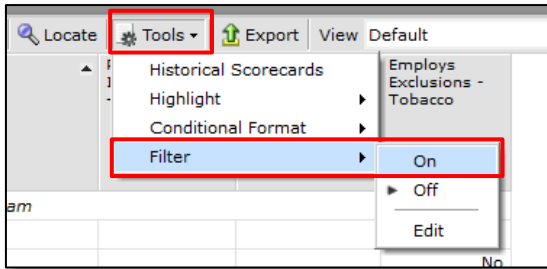 Locate Tools Export View Default
Historical Scorecards
Highlight
Conditional Format
Filter
Employs
Exclusions -
Tobacco
On
Off
Edit
am
No